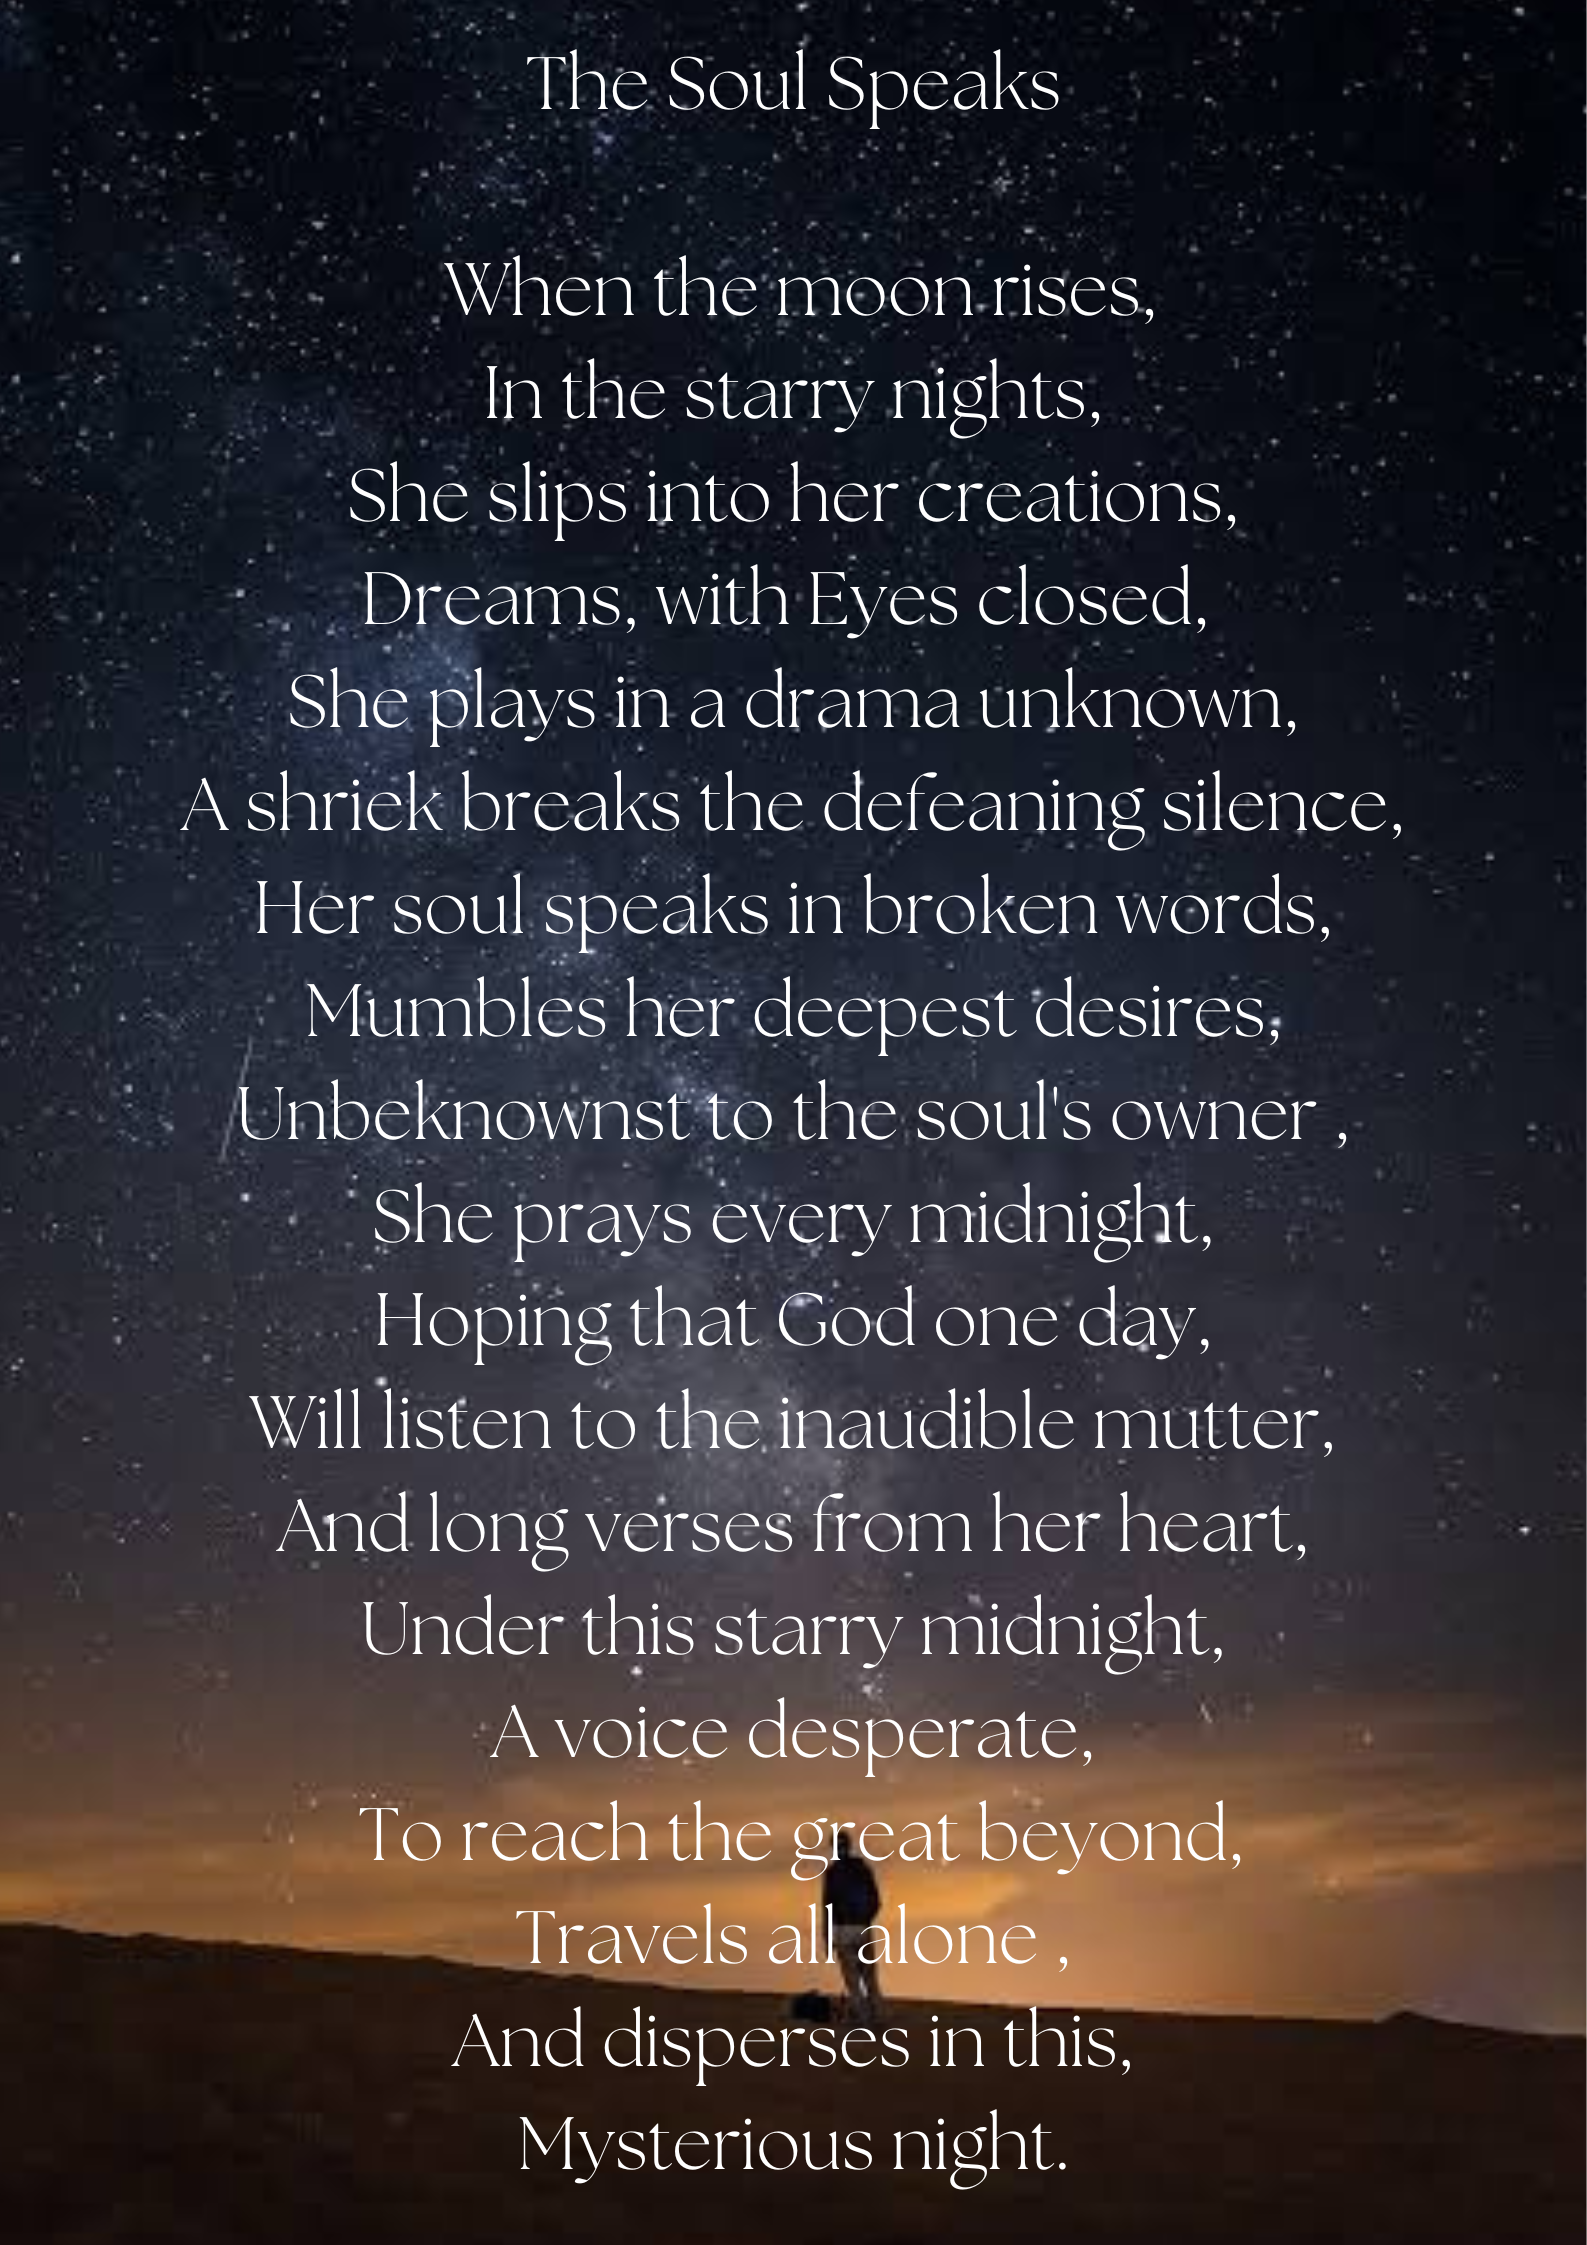 The Soul Speaks
When the moon rises,
In the starry nights,
She slips into her creations,
Dreams, with Eyes closed,
She plays in a drama unknown,
A shriek breaks the defeaning silence,
Her soul speaks in broken words,
Mumbles her deepest desires,
Unbeknownst to the soul's owner ,
She prays every midnight,
Hoping that God one day,
Will listen to the inaudible mutter,
And long verses from her heart,
Under this starry midnight,
A voice desperate,
To reach the great beyond,
Travels all alone ,
And disperses in this,
Mysterious night.